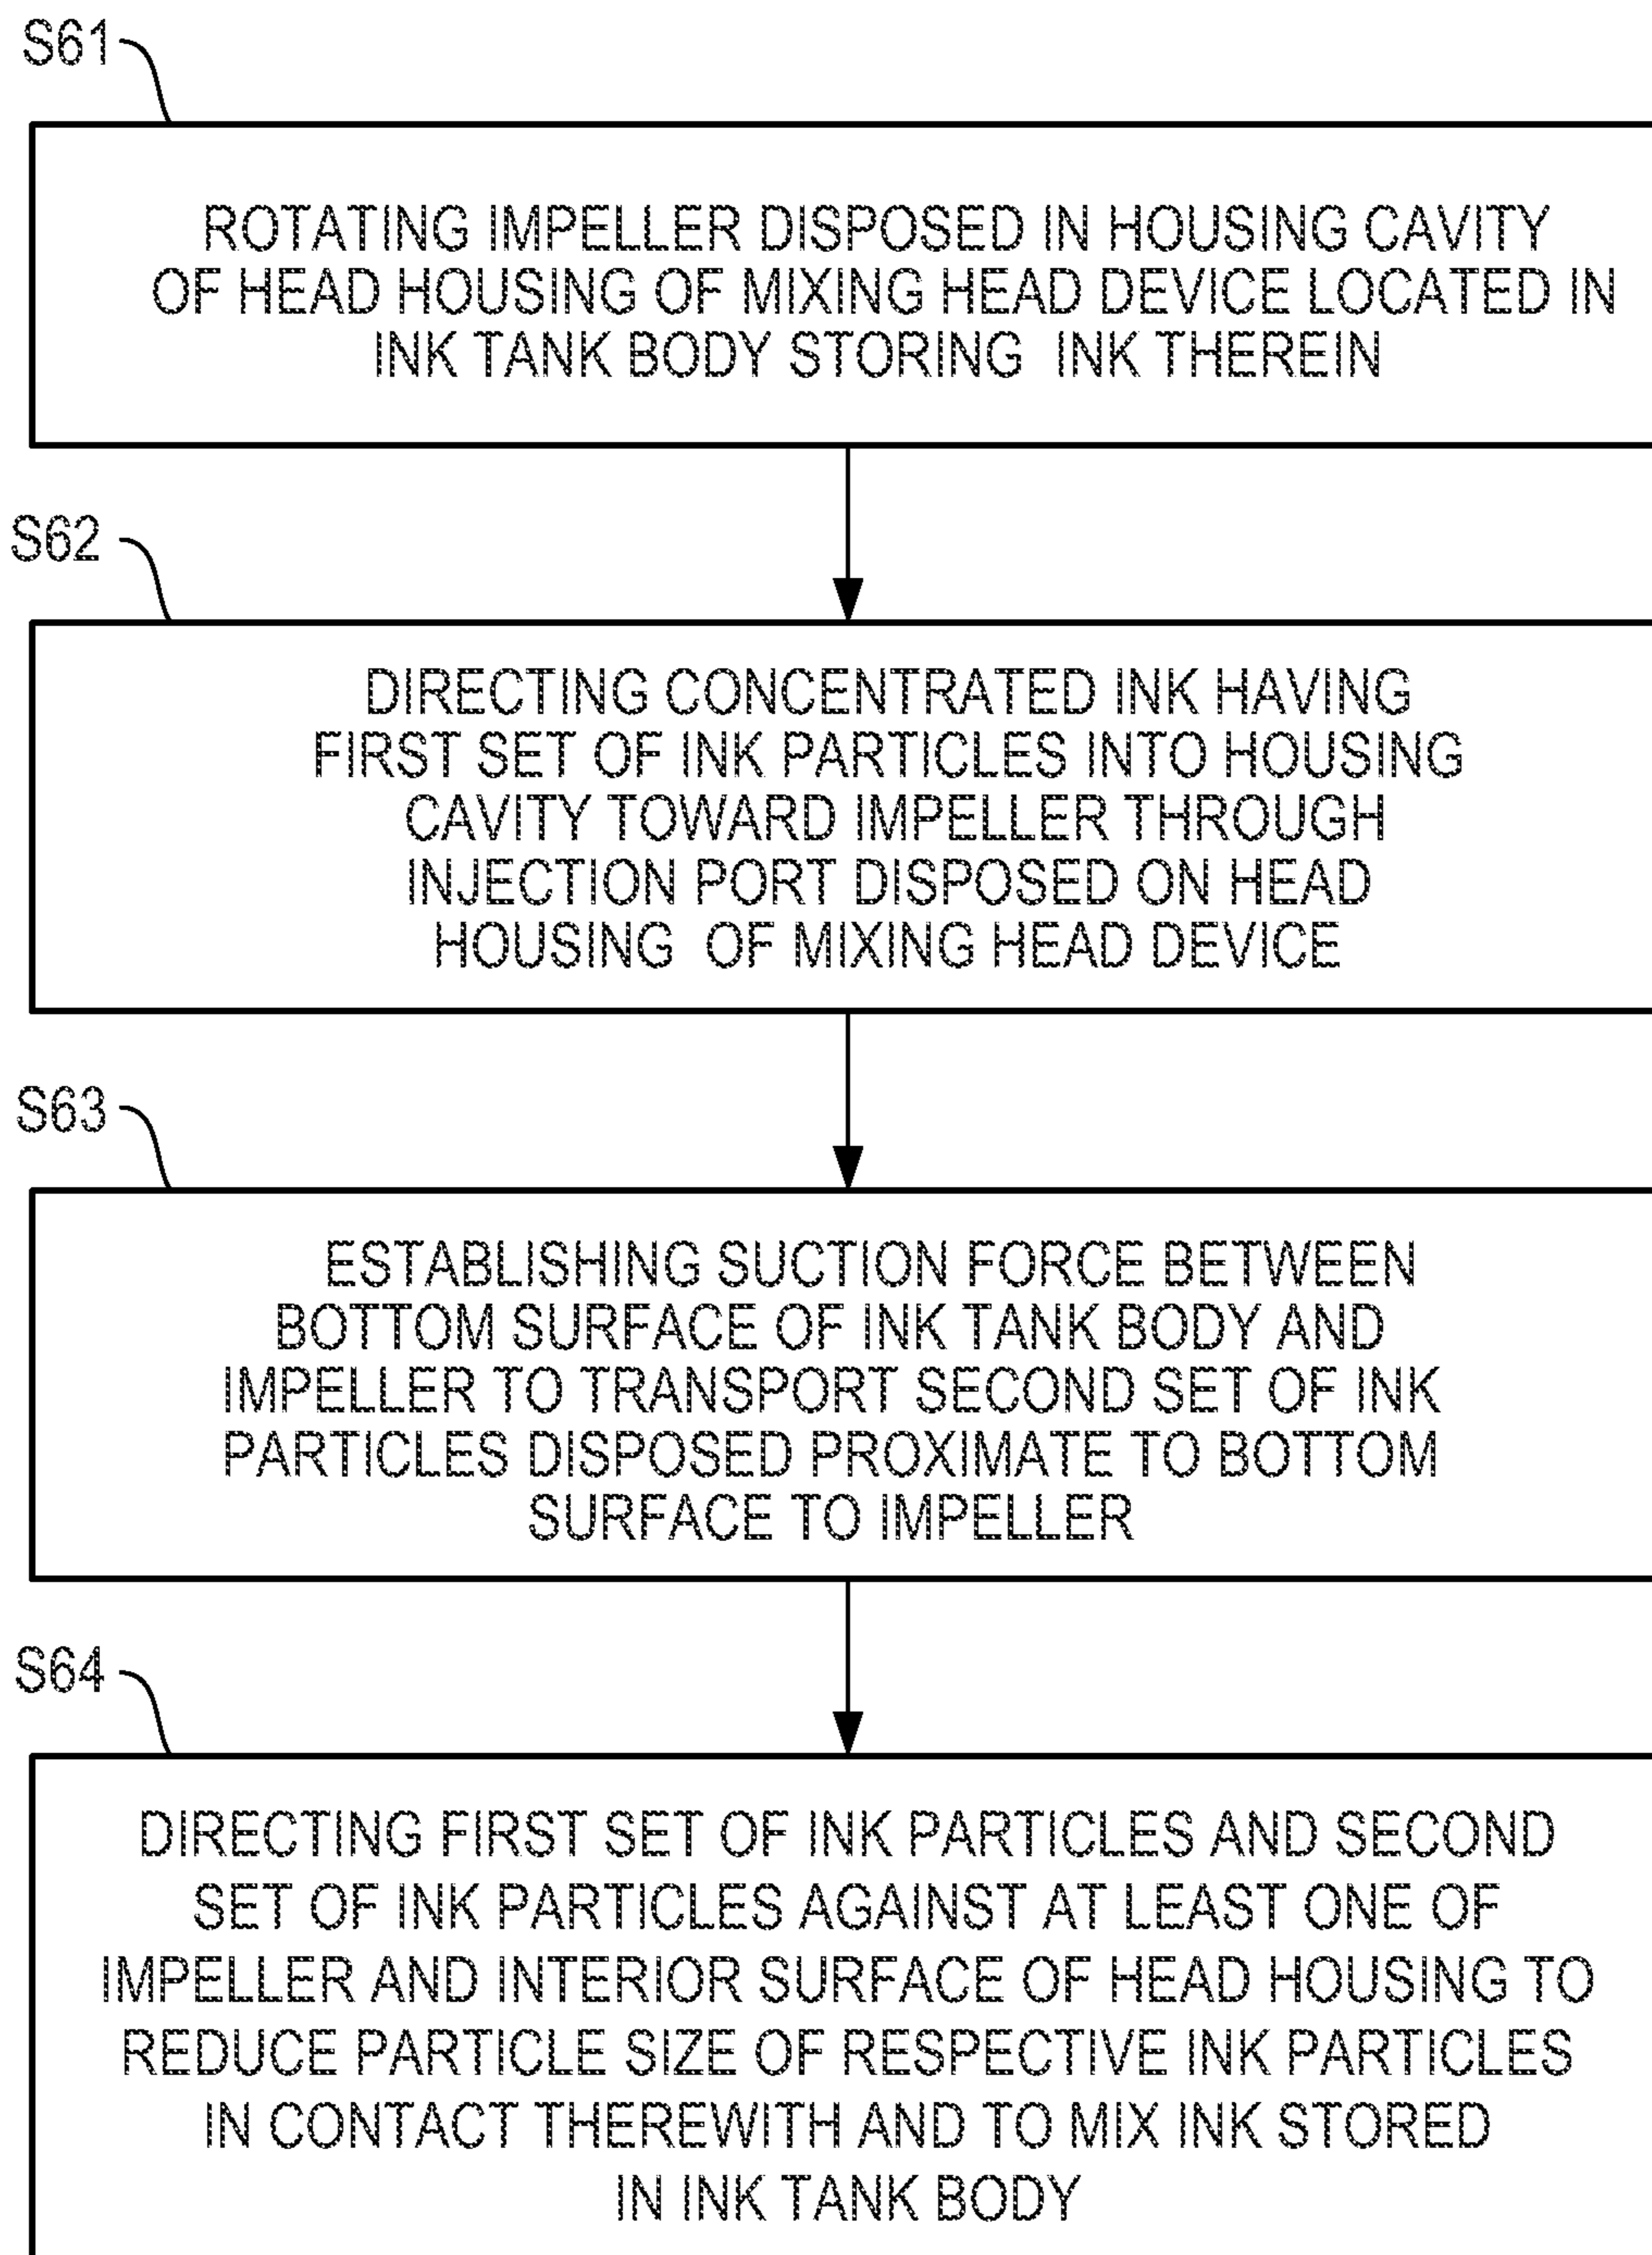 S61
ROTATING IMPELLER DISPOSED IN HOUSING CAVITY
OF HEAD HOUSING OF MIXING HEAD DEVICE LOCATED IN
INK TANK BODY STORING INK THEREIN
S62
DIRECTING CONCENTRATED INK HAVING
FIRST SET OF INK PARTICLES INTO HOUSING
CAVITY TOWARD IMPELLER THROUGH
INJECTION PORT DISPOSED ON HEAD
HOUSING OF MIXING HEAD DEVICE
S63
ESTABLISHING SUCTION FORCE BETWEEN
BOTTOM SURFACE OF INK TANK BODY AND
IMPELLER TO TRANSPORT SECOND SET OF INK
PARTICLES DISPOSED PROXIMATE TO BOTTOM
SURFACE TO IMPELLER
S64
DIRECTING FIRST SET OF INK PARTICLES AND SECOND
SET OF INK PARTICLES AGAINST AT LEAST ONE OF
IMPELLER AND INTERIOR SURFACE OF HEAD HOUSING TO
REDUCE PARTICLE SIZE OF RESPECTIVE INK PARTICLES
IN CONTACT THEREWITH AND TO MIX INK STORED
IN INK TANK BODY